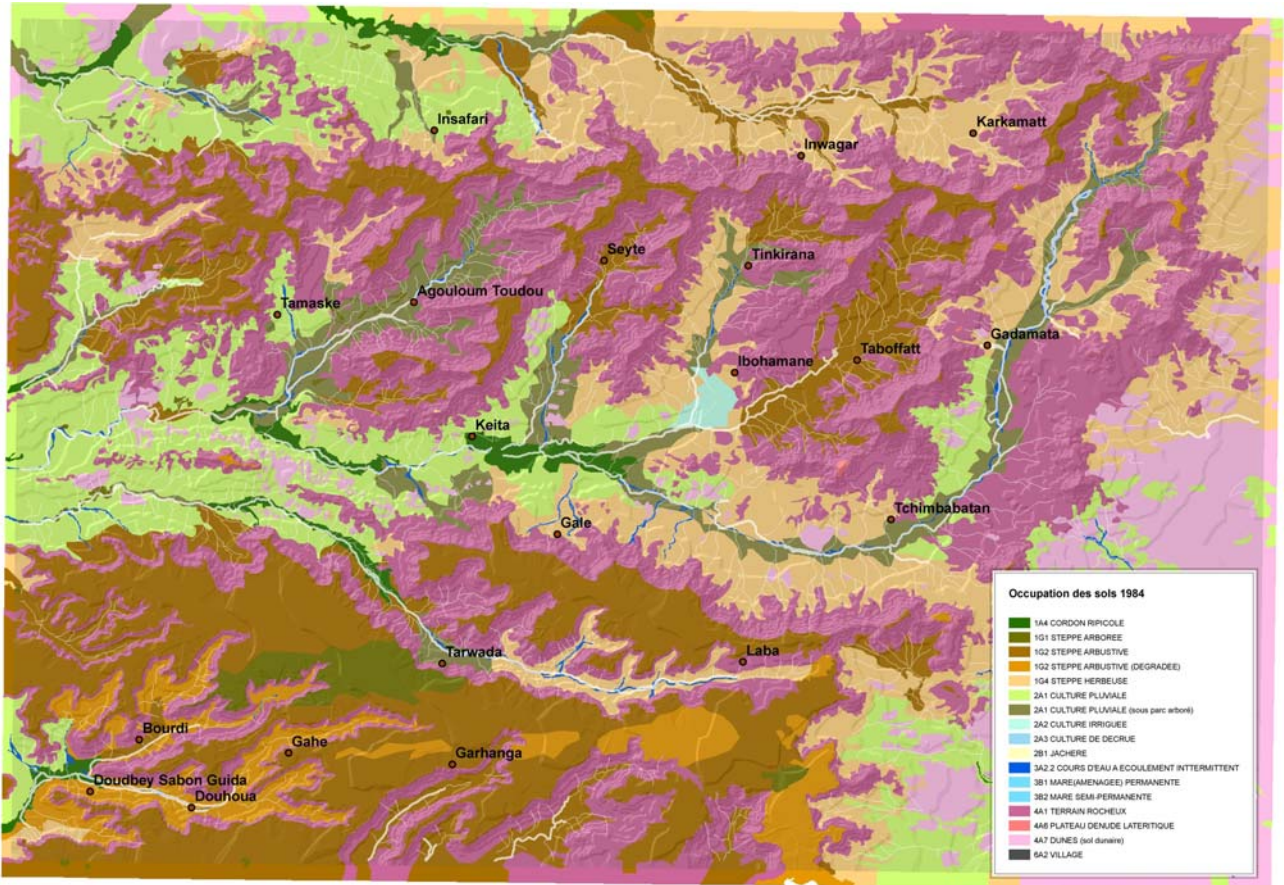 Insafari
Karkamatt
Inwagar
Seyte
Tinkirana
Agouloum Toudou
Tamaske
Gadamata
Taboffatt
Ibohamane
Keita
Tchimbabatan
Gale
Tarwada
Laba
Bourdi
Gahe
Garhanga
Doudbey Sabon Guida
Douhoua
Occupation des sols 1984
1A4 CORDON RIPICOLE
1G1 STEPPE ARBOREE
1G2 STEPPE ARBUSTIVE
1G2 STEPPE ARBUSTIVE (DEGRADEE)
1G4 STEPPE HERBEUSE
2A1 CULTURE PLUVIALE
2A1 CULTURE PLUVIALE (sous parc arboré)
2A2 CULTURE IRRIGUEE
2A3 CULTURE DE DECRUE
2B1 JACHERE
3A2.2 COURS D'EAU A ECOULEMENT INTTERMITTENT
3B1 MARE(AMENAGEE) PERMANENTE
3B2 MARE SEMI-PERMANENTE
4A1 TERRAIN ROCHEUX
4A6 PLATEAU DENUDE LATERITIQUE
4A7 DUNES (sol dunaire)
6A2 VILLAGE